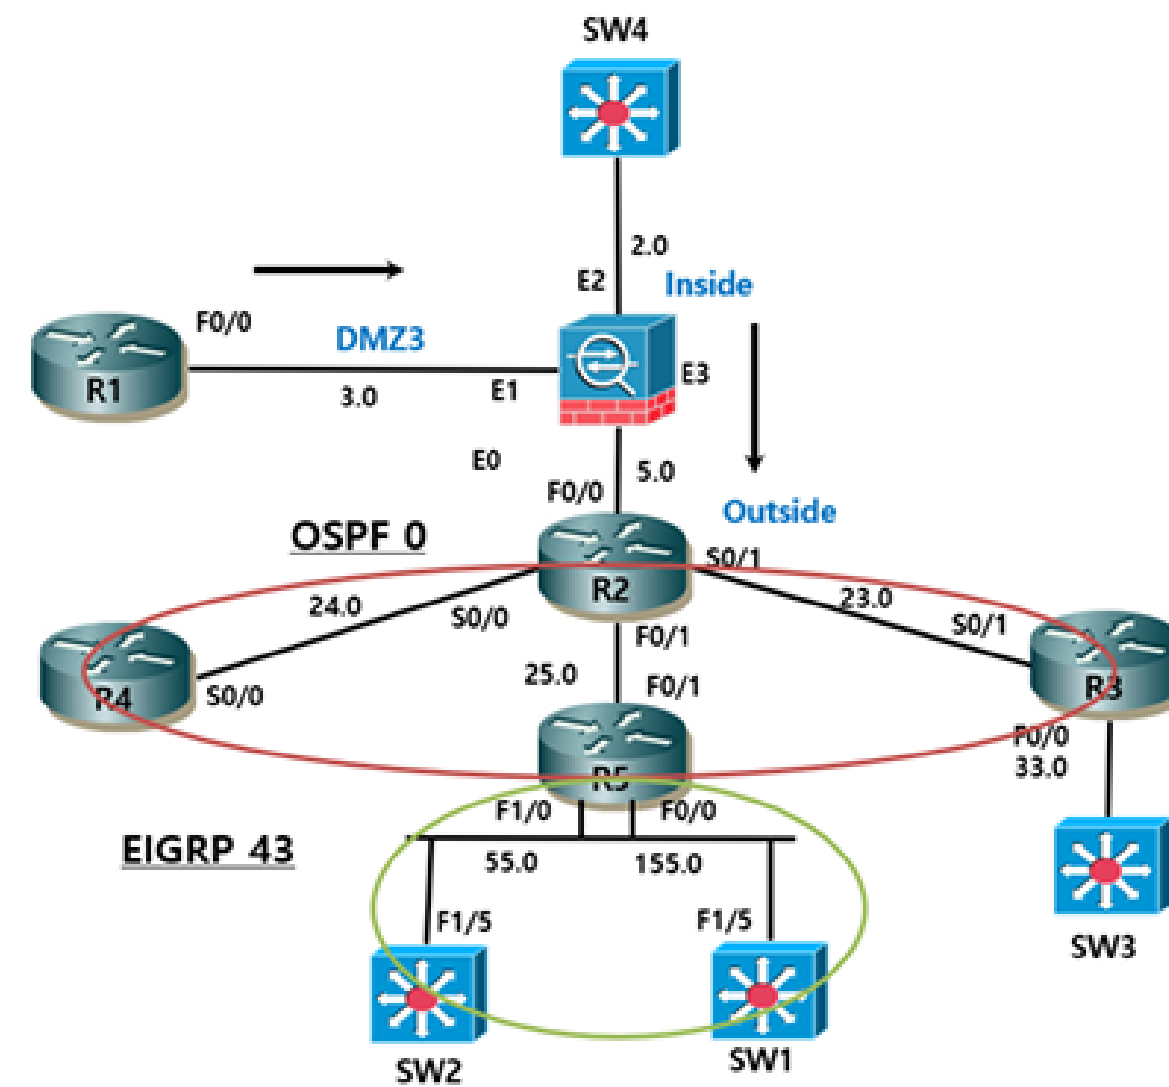 SW4
2.0
E2
Inside
F0/0
DMZ3
R1
3.0
E1
E3
E0
5.0
F0/0
Outside
OSPF 0
S0/1
R2
24.0
S0/0
23.0
S0/1
F0/1
25.0
F0/1
R4
S0/0
R3
F0/0
33.0
R5
F1/0
F0/0
EIGRP 43
55.0
155.0
F1/5
F1/5
SW3
SW2
SW1